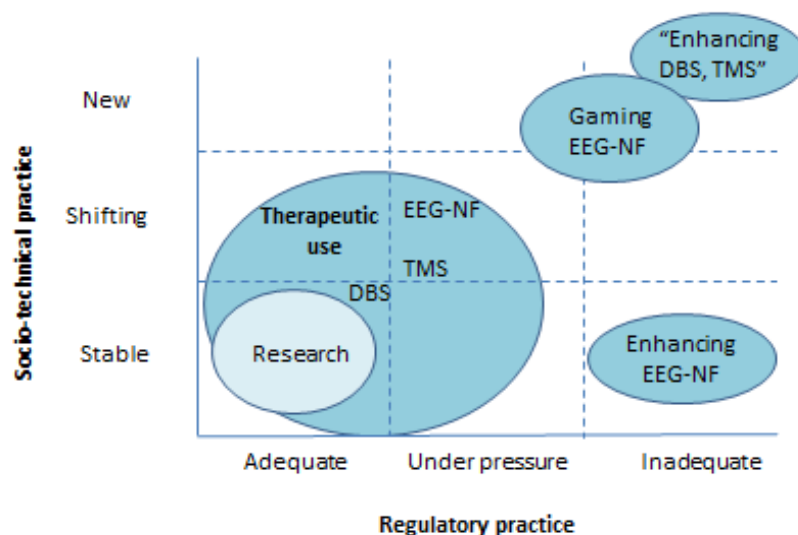 “Enhancing
DBS, TMS”
New
Gaming
EEG-NF
Socio-technical practice
Shifting
Therapeutic
use
EEG-NF
TMS
DBS
Stable
Research
Enhancing
EEG-NF
Adequate
Under pressure
Inadequate
Regulatory practice